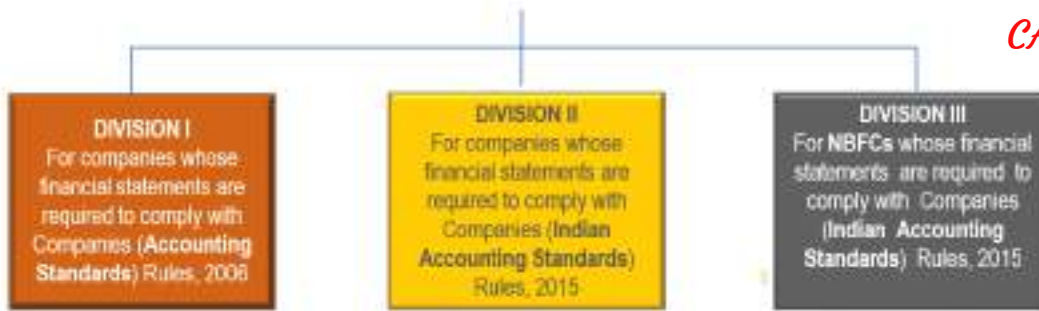 CA
DIVISION I
For companies whose
financial statements are
required to comply with
Companies (Accounting
Standards) Rules, 2006
DIVISION II
For companies whose
financial statements are
required to comply with
Companies (Indian
Accounting Standards)
Rules, 2015
DIVISION III
For NBFCs whose financial
statements are required to
comply with Companies
(Indian Accounting
Standards) Rules, 2015